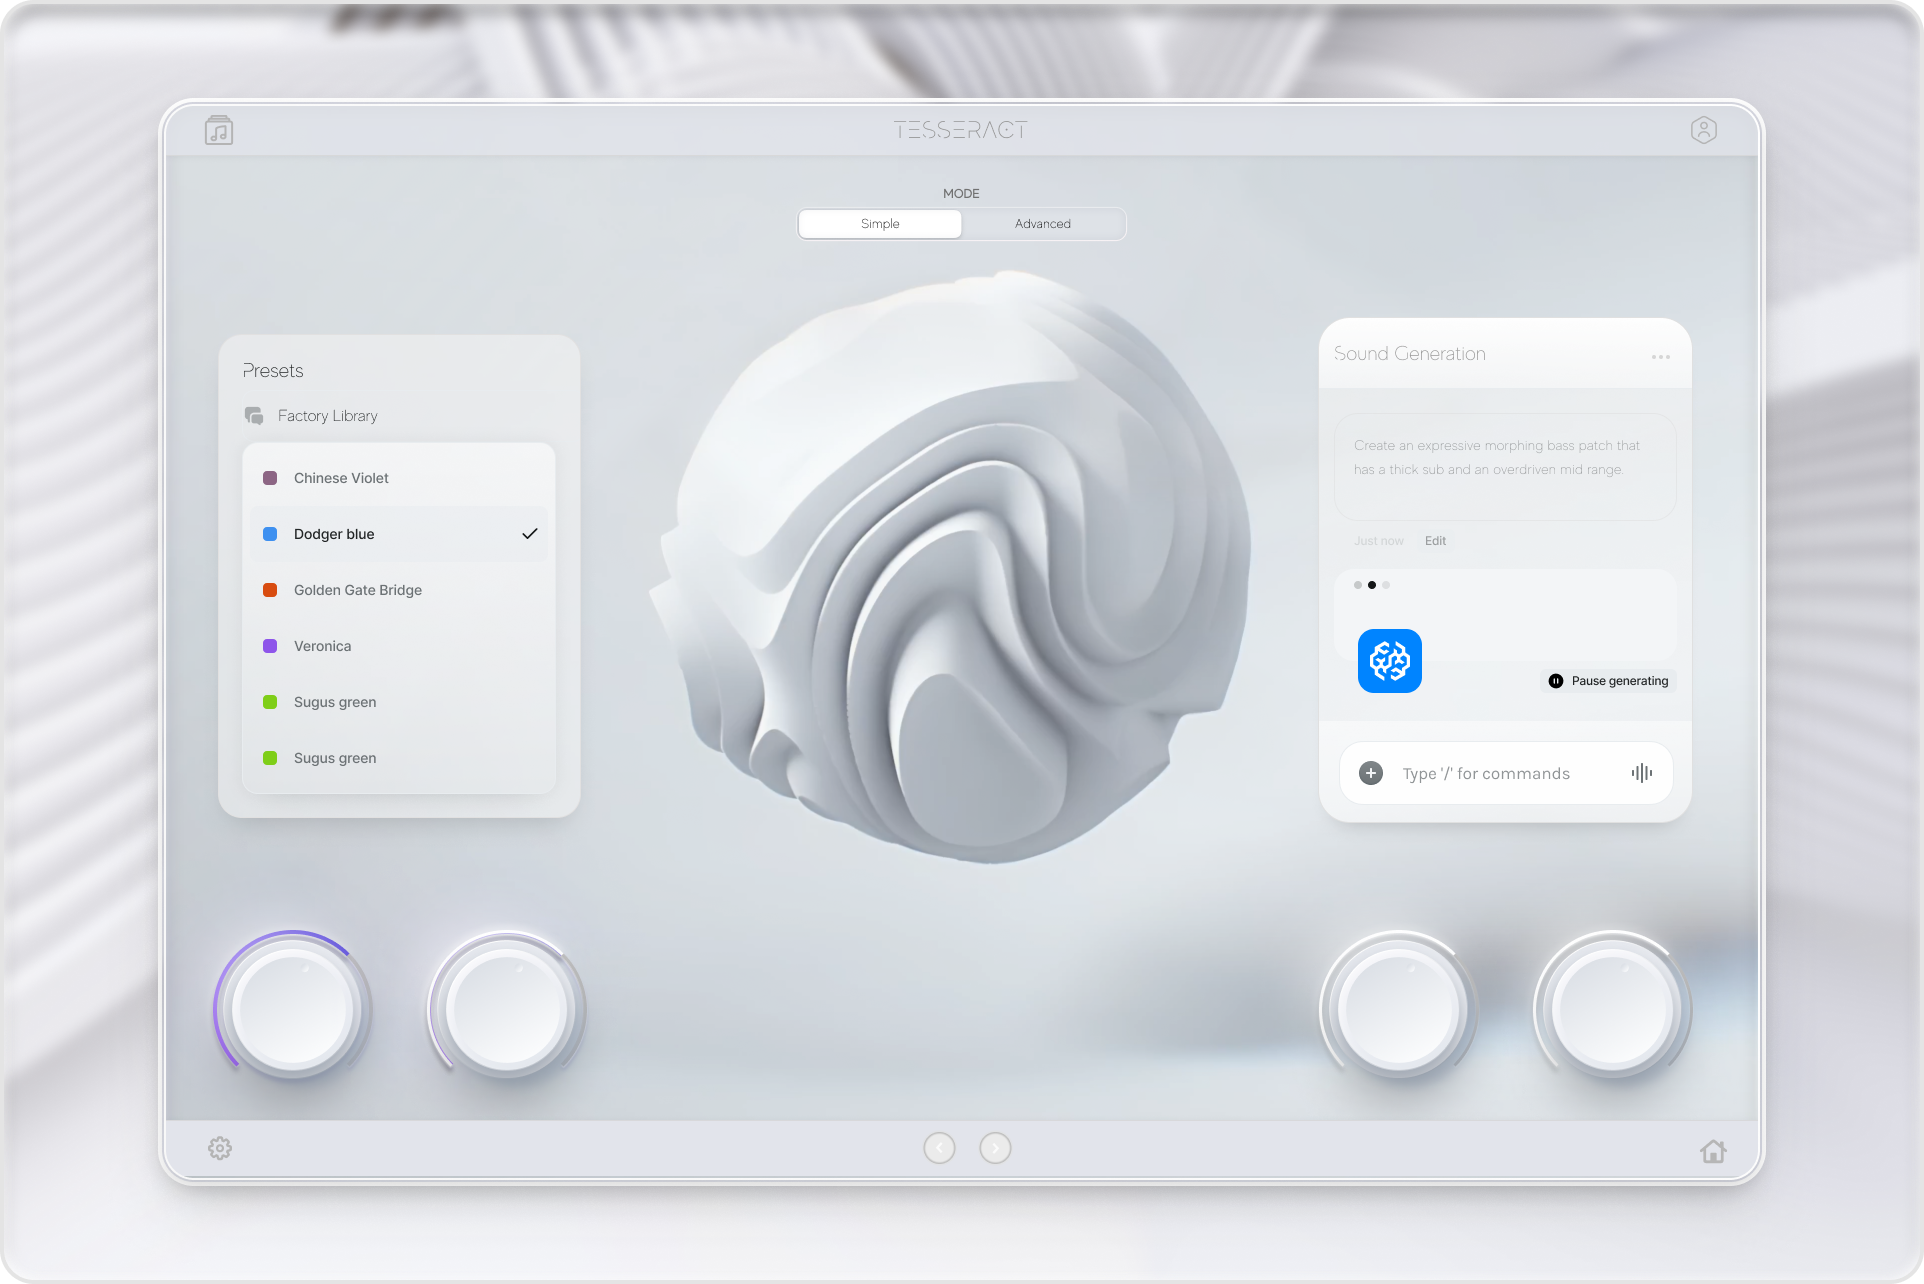 TESSERACT
MODE
Simple
Advanced
Presets
Factory Library
Chinese Violet
Dodger blue
Golden Gate Bridge
Veronica
Sugus green
Sugus green
Sound Generation
Create an expressive morphing bass patch that
has a thick sub and an overdriven mid range.
Just now
Edit
Pause generating
Type '/' for commands